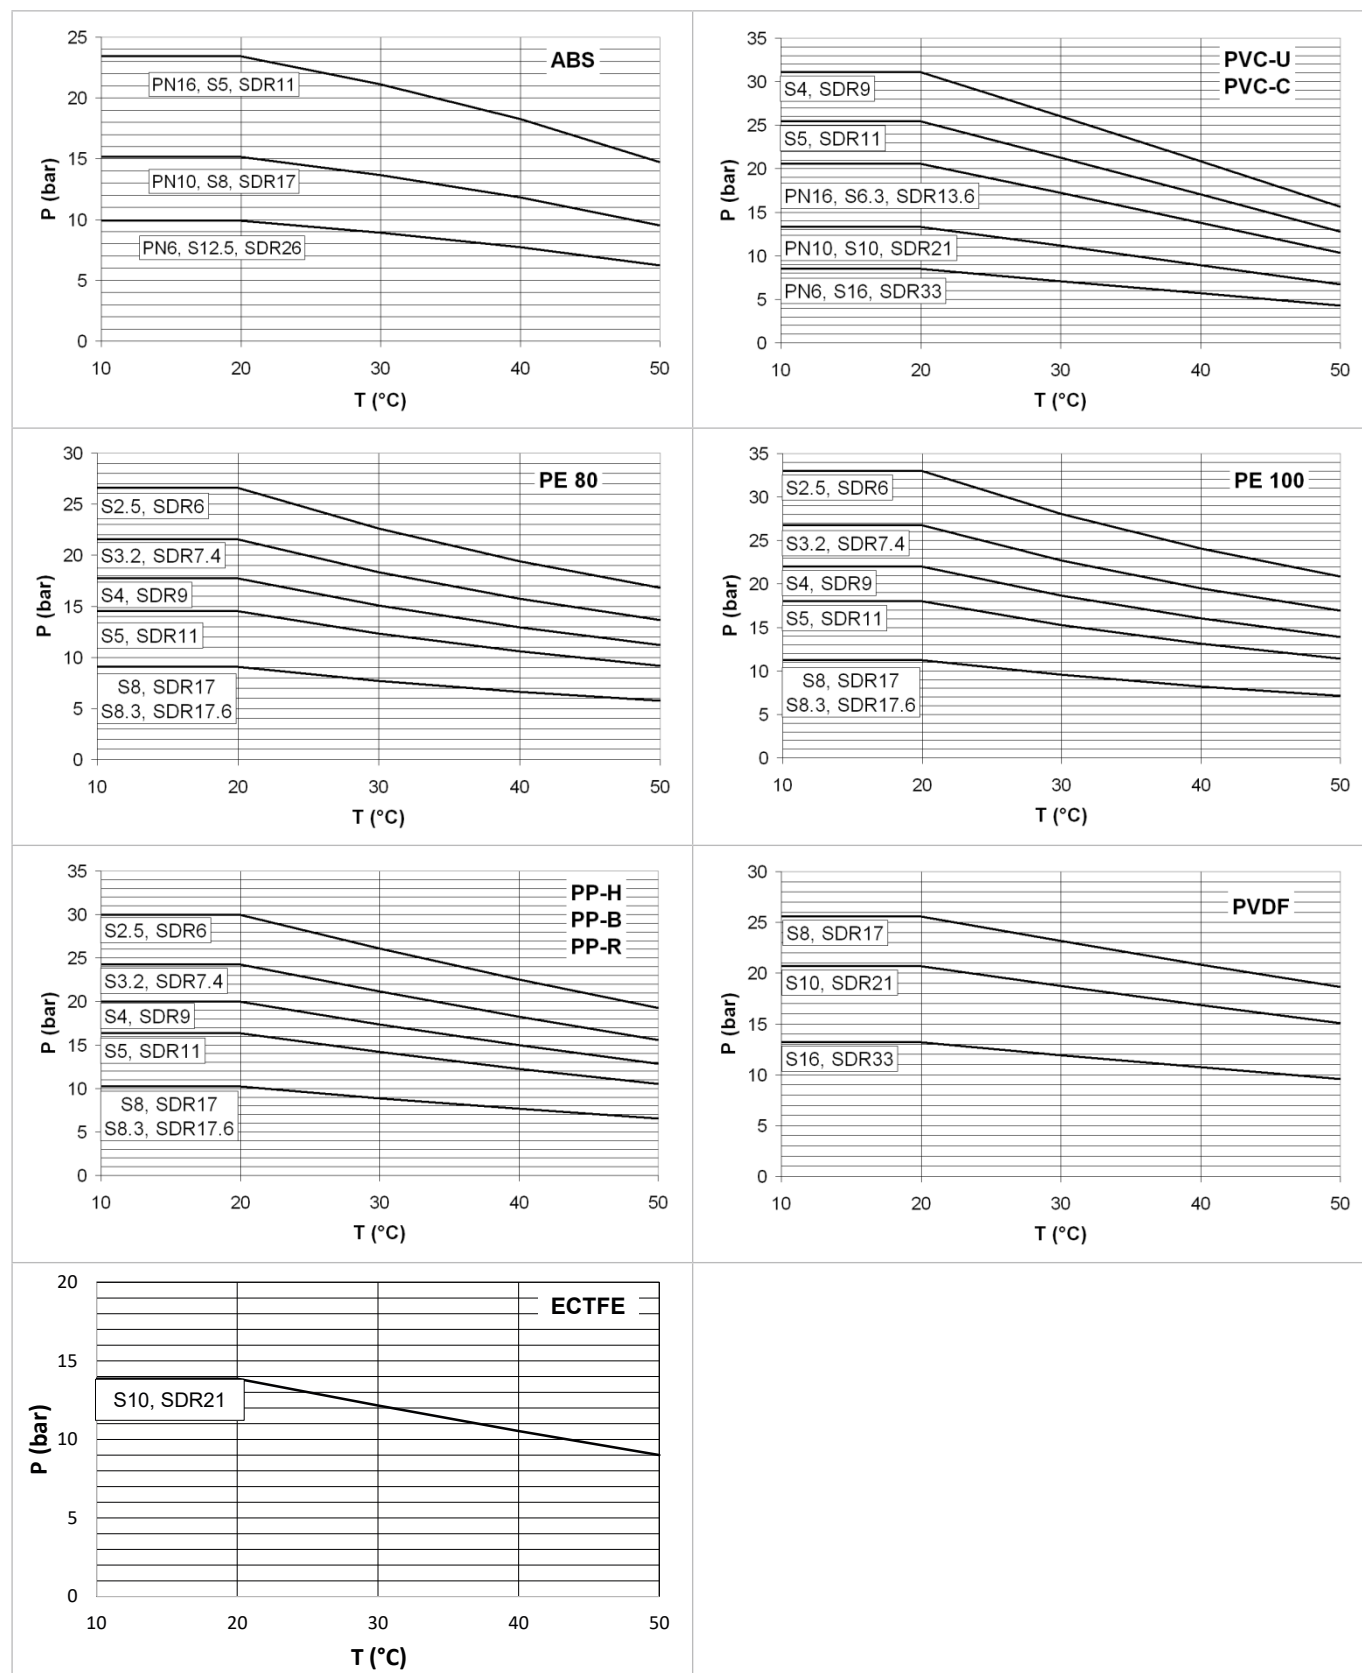 ABS
P (bar)
25
20
15
10
5
0
PN16, S5, SDR11
PN10, S8, SDR17
PN6, S12.5, SDR26
10 20 30 40 50
T (°C)
PVC-U
PVC-C
P (bar)
35
30
25
20
15
10
5
0
S4, SDR9
S5, SDR11
PN16, S6.3, SDR13.6
PN10, S10, SDR21
PN6, S16, SDR33
10 20 30 40 50
T (°C)
PE 80
P (bar)
30
25
20
15
10
5
0
S2.5, SDR6
S3.2, SDR7.4
S4, SDR9
S5, SDR11
S8, SDR17
S8.3, SDR17.6
10 20 30 40 50
T (°C)
PE 100
P (bar)
35
30
25
20
15
10
5
0
S2.5, SDR6
S3.2, SDR7.4
S4, SDR9
S5, SDR11
S8, SDR17
S8.3, SDR17.6
10 20 30 40 50
T (°C)
PP-H
PP-B
PP-R
P (bar)
35
30
25
20
15
10
5
0
S2.5, SDR6
S3.2, SDR7.4
S4, SDR9
S5, SDR11
S8, SDR17
S8.3, SDR17.6
10 20 30 40 50
T (°C)
PVDF
P (bar)
30
25
20
15
10
5
0
S8, SDR17
S10, SDR21
S16, SDR33
10 20 30 40 50
T (°C)
ECTFE
P (bar)
20
15
10
5
0
S10, SDR21
10 20 30 40 50
T (°C)